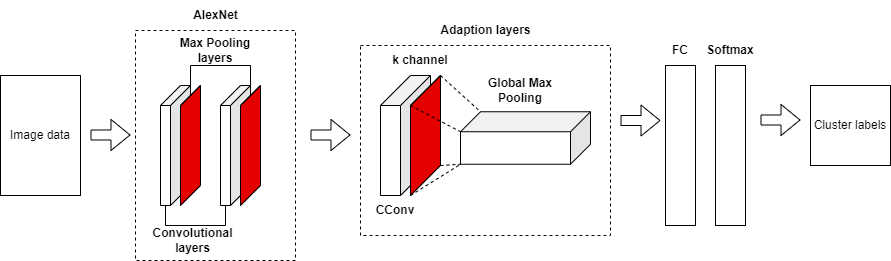 AlexNet
Max Pooling
layers
Image data
Convolutional
layers
Adaption layers
k channel
Global Max
Pooling
CConv
FC
Softmax
Cluster labels